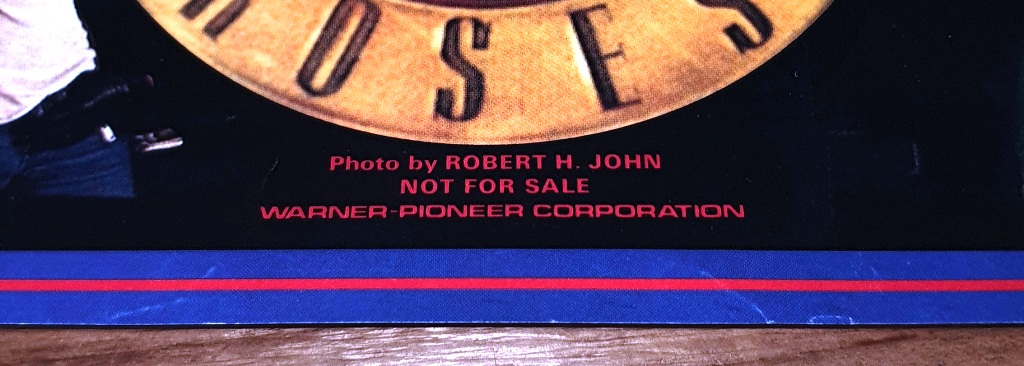 ROSES
Photo by ROBERT H. JOHN
NOT FOR SALE
WARNER-PIONEER CORPORATION